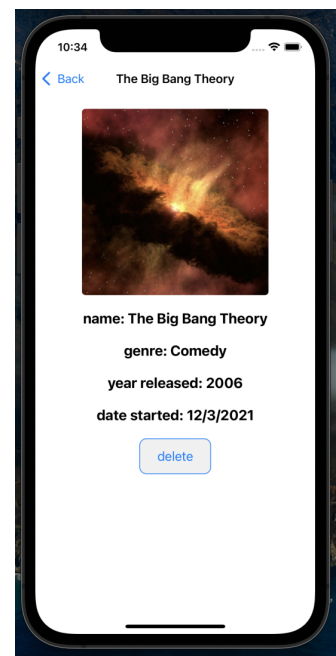 10:34
Back The Big Bang Theory
name: The Big Bang Theory
genre: Comedy
year released: 2006
date started: 12/3/2021
delete